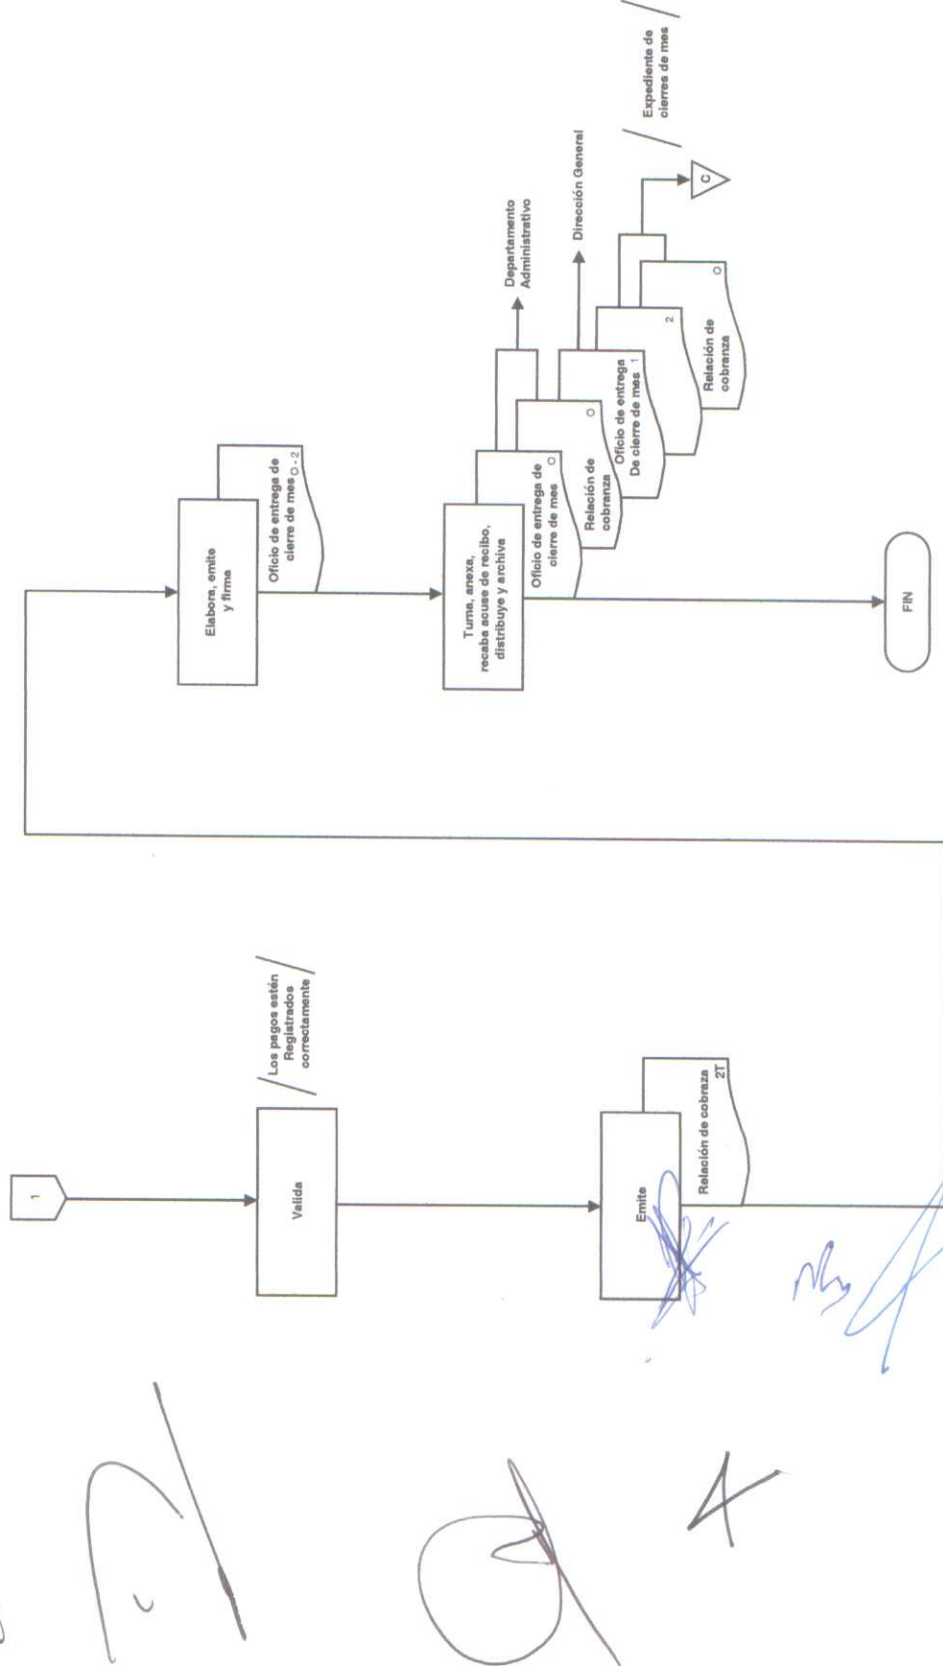 1
Valida
Los pagos estén
Registrados
correctamente
Emite
Relación de cobraza
2T
Elabora, emite
y firma
Oficio de entrega de
cierre de mes
O - 2
Turna, anexa,
recaba acuse de recibo,
distribuye y archiva
Oficio de entrega de
cierre de mes
O
Relación de
cobranza
O
Departamento
Administrativo
Oficio de entrega
De cierre de mes
1
Dirección General
2
Relación de
cobranza
O
Expediente de
cierres de mes
C
FIN